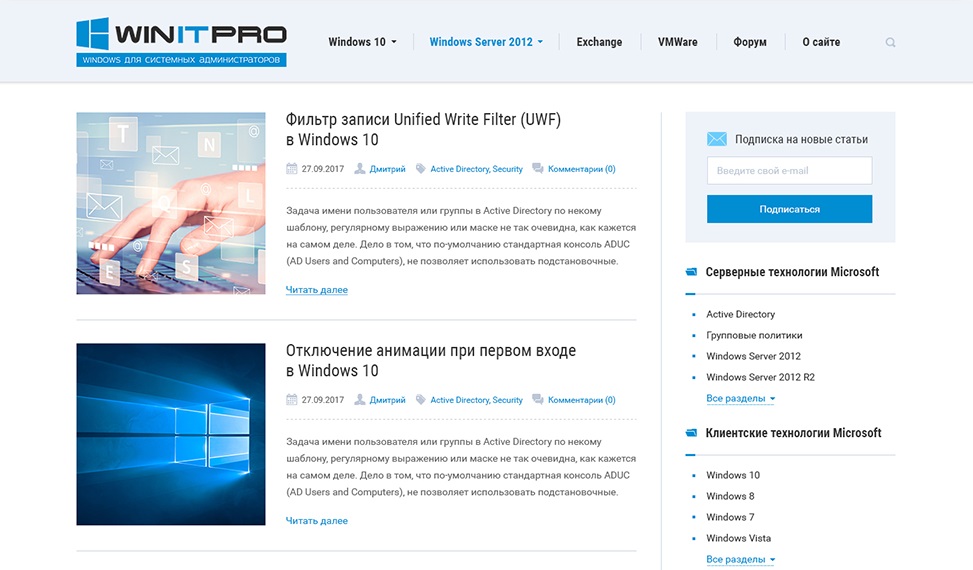 WINITPRO
WINDOWS ДЛЯ СИСТЕМНЫХ АДМИНИСТРАТОРОВ
Windows 10
Windows Server 2012
Exchange
VMWare
Форум
О сайте
T
N
@
L
@
Q
@
E
S
Фильтр записи Unified Write Filter (UWF)
в Windows 10
27.09.2017 Дмитрий Active Directory, Security Комментарии (0)
Задача имени пользователя или группы в Active Directory по некому
шаблону, регулярному выражению или маске не так очевидна, как кажется
на самом деле. Дело в том, что по-умолчанию стандартная консоль ADUC
(AD Users and Computers), не позволяет использовать подстановочные.
Читать далее
Отключение анимации при первом входе
в Windows 10
27.09.2017 Дмитрий Active Directory, Security Комментарии (0)
Задача имени пользователя или группы в Active Directory по некому
шаблону, регулярному выражению или маске не так очевидна, как кажется
на самом деле. Дело в том, что по-умолчанию стандартная консоль ADUC
(AD Users and Computers), не позволяет использовать подстановочные.
Читать далее
Подписка на новые статьи
Введите свой e-mail
Подписаться
Серверные технологии Microsoft
Active Directory
Групповые политики
Windows Server 2012
Windows Server 2012 R2
Все разделы
Клиентские технологии Microsoft
Windows 10
Windows 8
Windows 7
Windows Vista
Все разделы